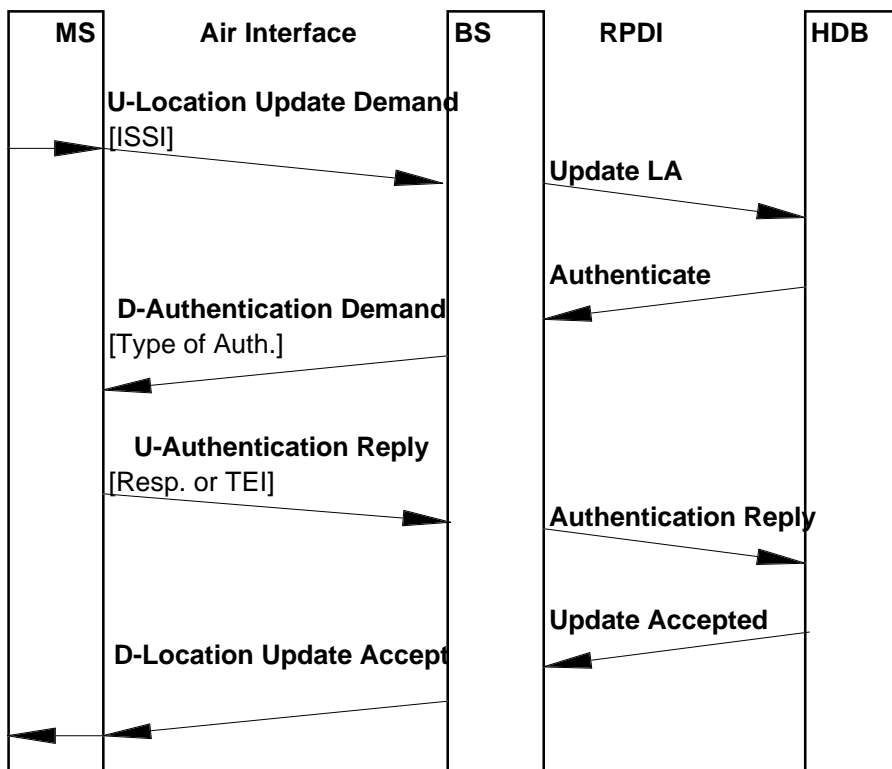 MS Air Interface BS RPDI HDB
U-Location Update Demand
[ISSI]
Update LA
Authenticate
D-Authentication Demand
[Type of Auth.]
U-Authentication Reply
[Resp. or TEI]
Authentication Reply
Update Accepted
D-Location Update Accept